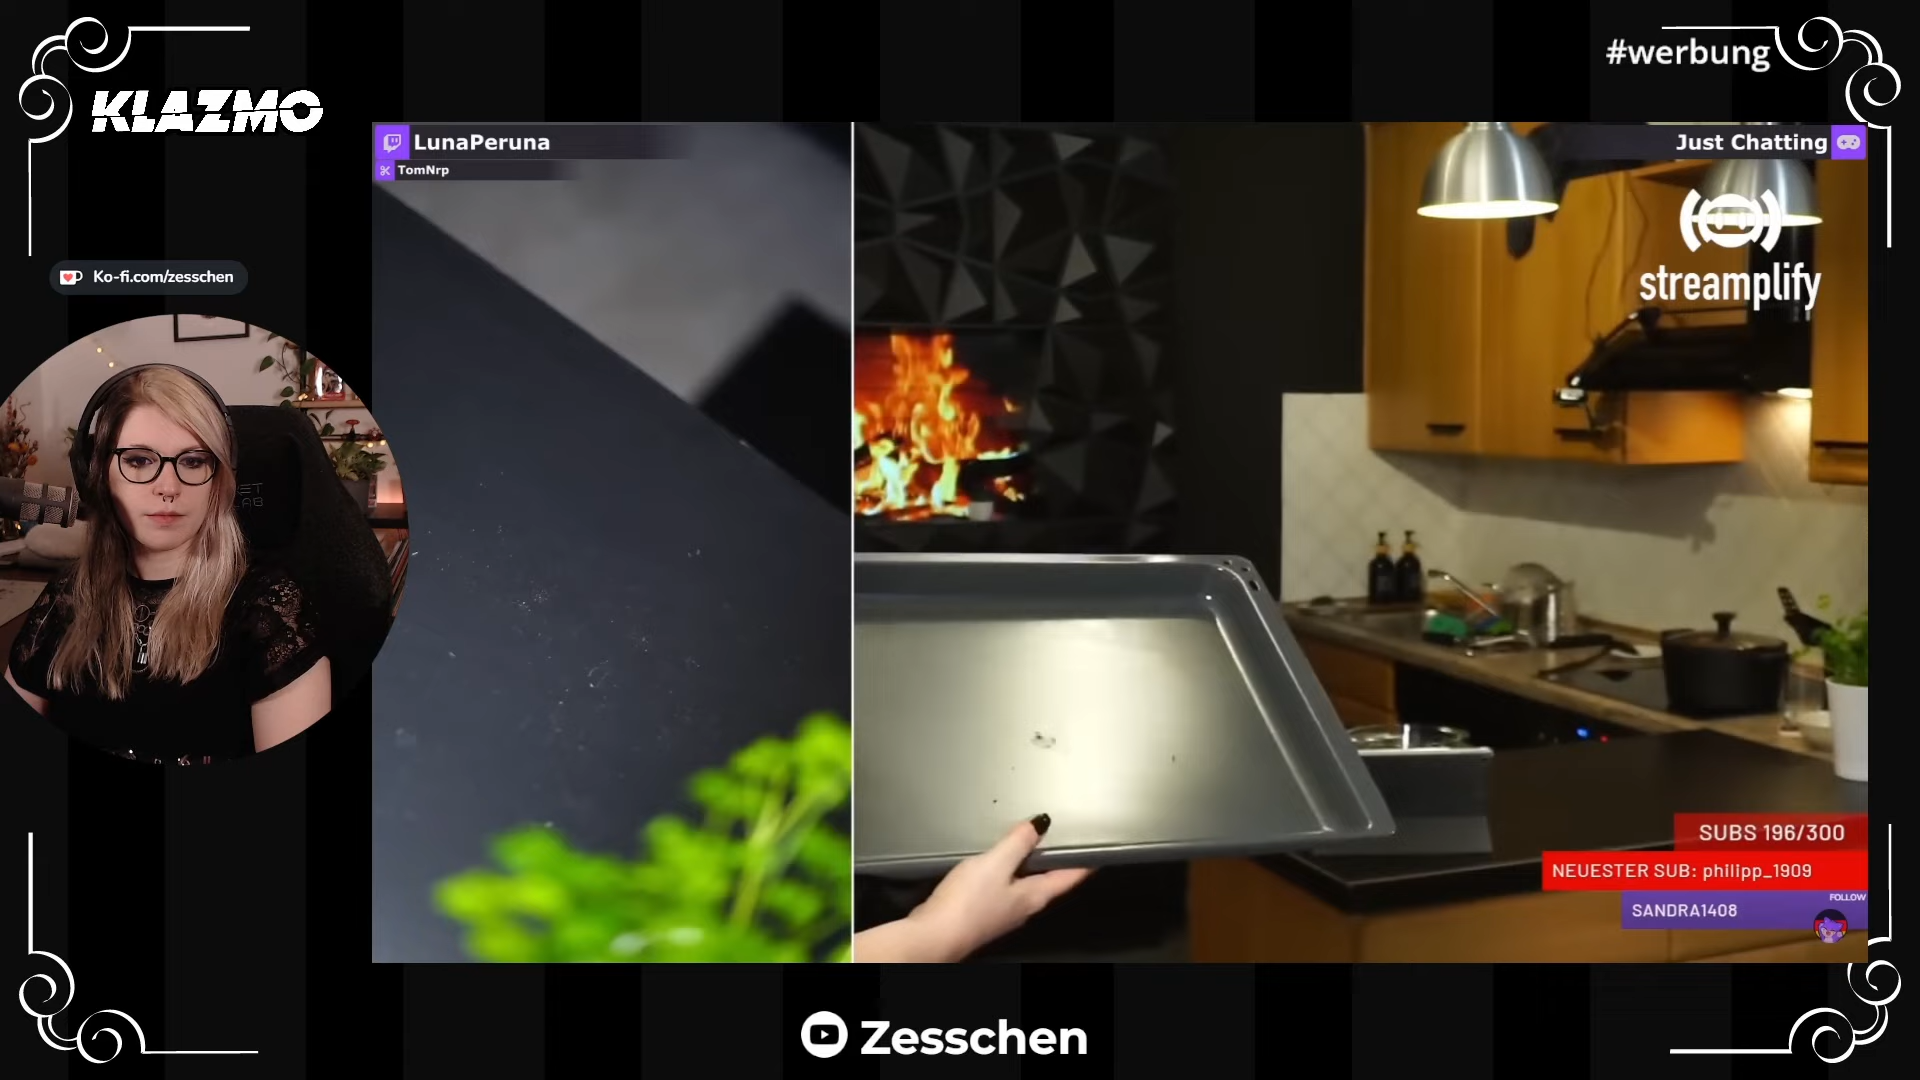 #werbung
KLAZMO
LunaPeruna
TomNrp
Just Chatting
streamplify
Ko-fi.com/zesschen
SUBS 196/300
NEUESTER SUB: philipp_1909
FOLLOW
SANDRA1408
Zesschen